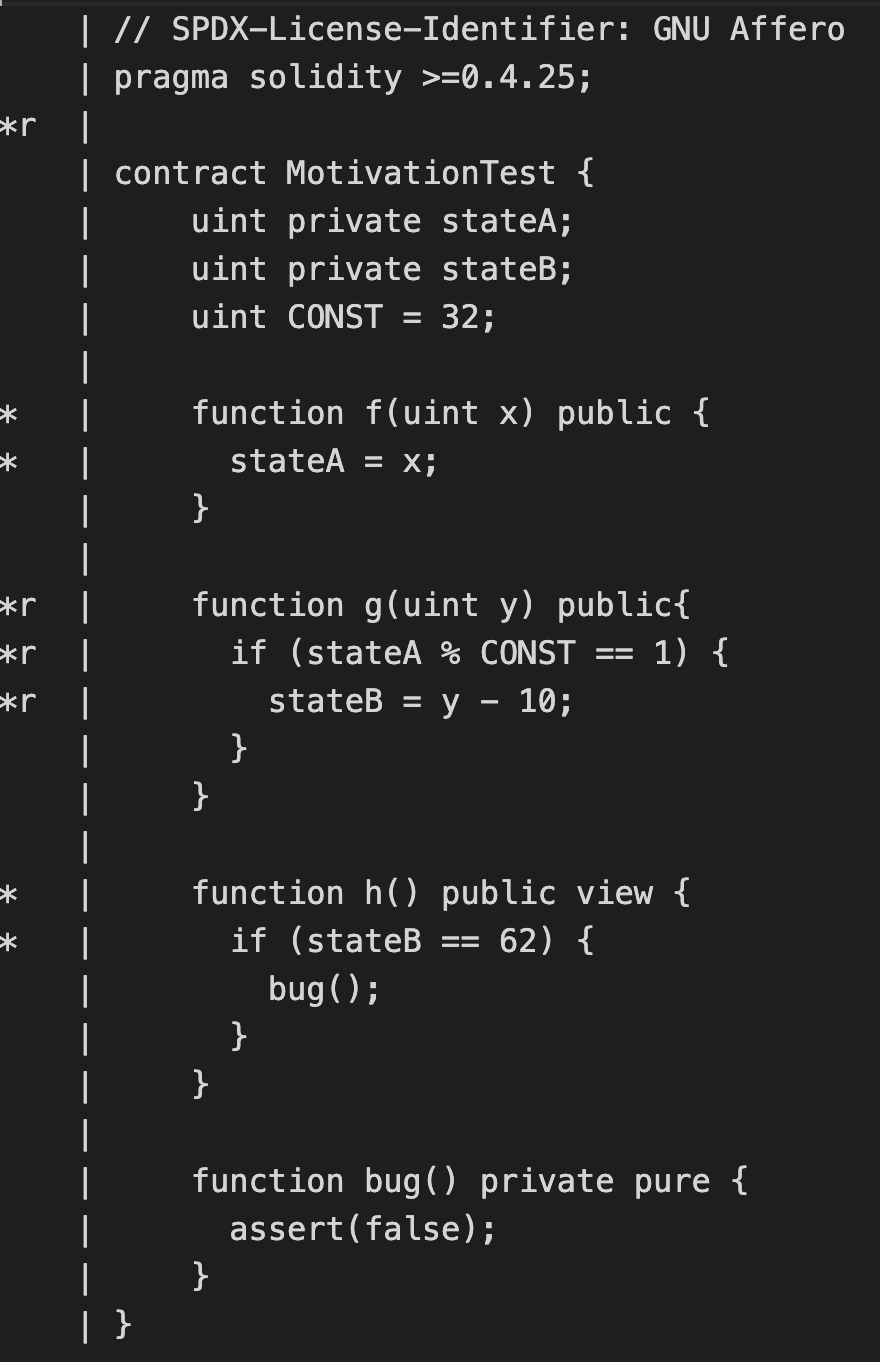 | // SPDX-License-Identifier: GNU Affero
    | pragma solidity >=0.4.25;
*r  |
    | contract MotivationTest {
    |     uint private stateA;
    |     uint private stateB;
    |     uint CONST = 32;
    |
*   |     function f(uint x) public {
*   |       stateA = x;
    |     }
    |
*r  |     function g(uint y) public{
*r  |       if (stateA % CONST == 1) {
*r  |         stateB = y - 10;
    |       }
    |     }
    |
*   |     function h() public view {
*   |       if (stateB == 62) {
    |         bug();
    |       }
    |     }
    |
    |     function bug() private pure {
    |       assert(false);
    |     }
    | }